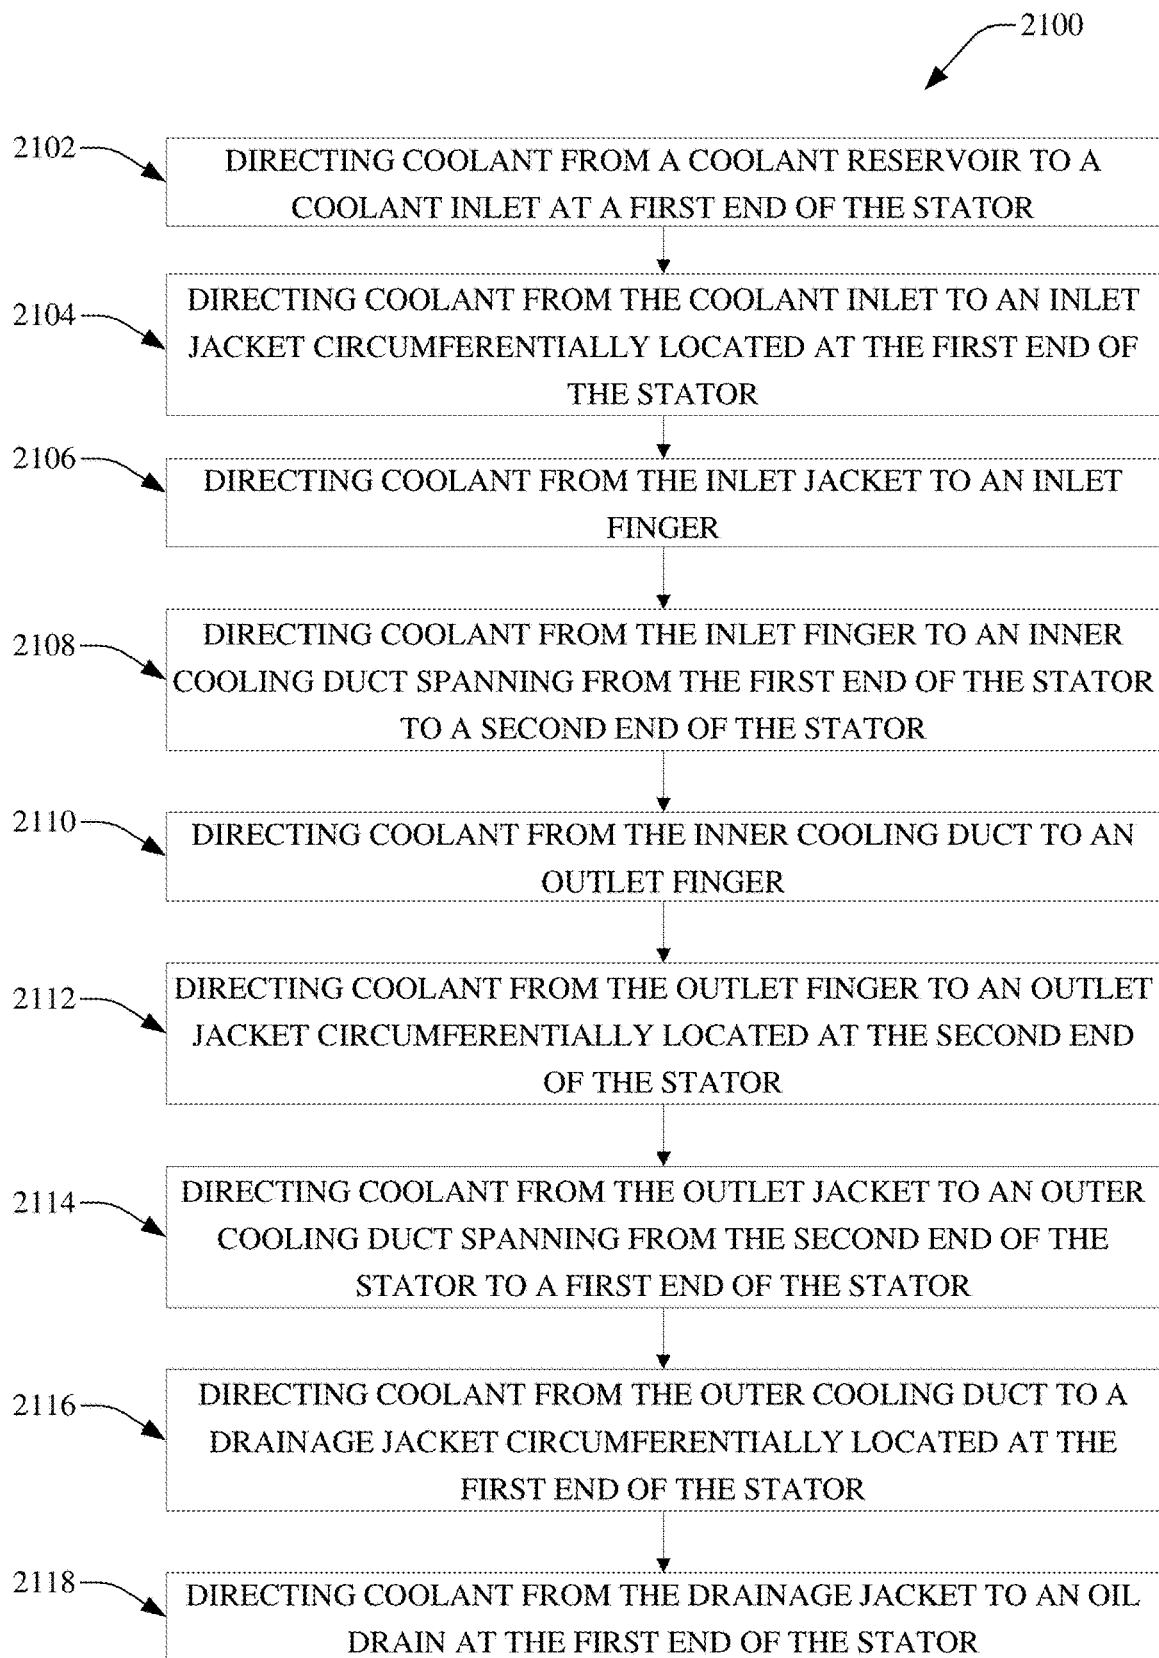 2100
2102
DIRECTING COOLANT FROM A COOLANT RESERVOIR TO A
COOLANT INLET AT A FIRST END OF THE STATOR
2104
DIRECTING COOLANT FROM THE COOLANT INLET TO AN INLET
JACKET CIRCUMFERENTIALLY LOCATED AT THE FIRST END OF
THE STATOR
2106
DIRECTING COOLANT FROM THE INLET JACKET TO AN INLET
FINGER
2108
DIRECTING COOLANT FROM THE INLET FINGER TO AN INNER
COOLING DUCT SPANNING FROM THE FIRST END OF THE STATOR
TO A SECOND END OF THE STATOR
2110
DIRECTING COOLANT FROM THE INNER COOLING DUCT TO AN
OUTLET FINGER
2112
DIRECTING COOLANT FROM THE OUTLET FINGER TO AN OUTLET
JACKET CIRCUMFERENTIALLY LOCATED AT THE SECOND END
OF THE STATOR
2114
DIRECTING COOLANT FROM THE OUTLET JACKET TO AN OUTER
COOLING DUCT SPANNING FROM THE SECOND END OF THE
STATOR TO A FIRST END OF THE STATOR
2116
DIRECTING COOLANT FROM THE OUTER COOLING DUCT TO A
DRAINAGE JACKET CIRCUMFERENTIALLY LOCATED AT THE
FIRST END OF THE STATOR
2118
DIRECTING COOLANT FROM THE DRAINAGE JACKET TO AN OIL
DRAIN AT THE FIRST END OF THE STATOR